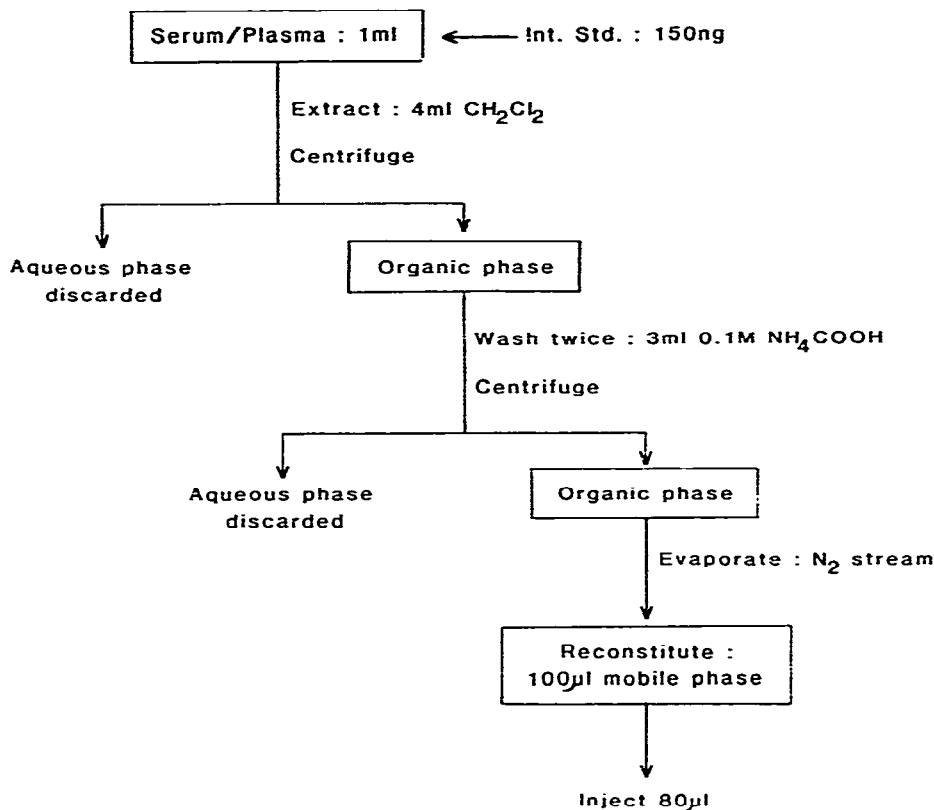 Serum/Plasma : 1ml
Int. Std. : 150ng
Extract : 4ml CH₂Cl₂
Centrifuge
Aqueous phase
discarded
Organic phase
Wash twice : 3ml 0.1M NH₄COOH
Centrifuge
Aqueous phase
discarded
Organic phase
Evaporate : N₂ stream
Reconstitute :
100µl mobile phase
Inject 80µl